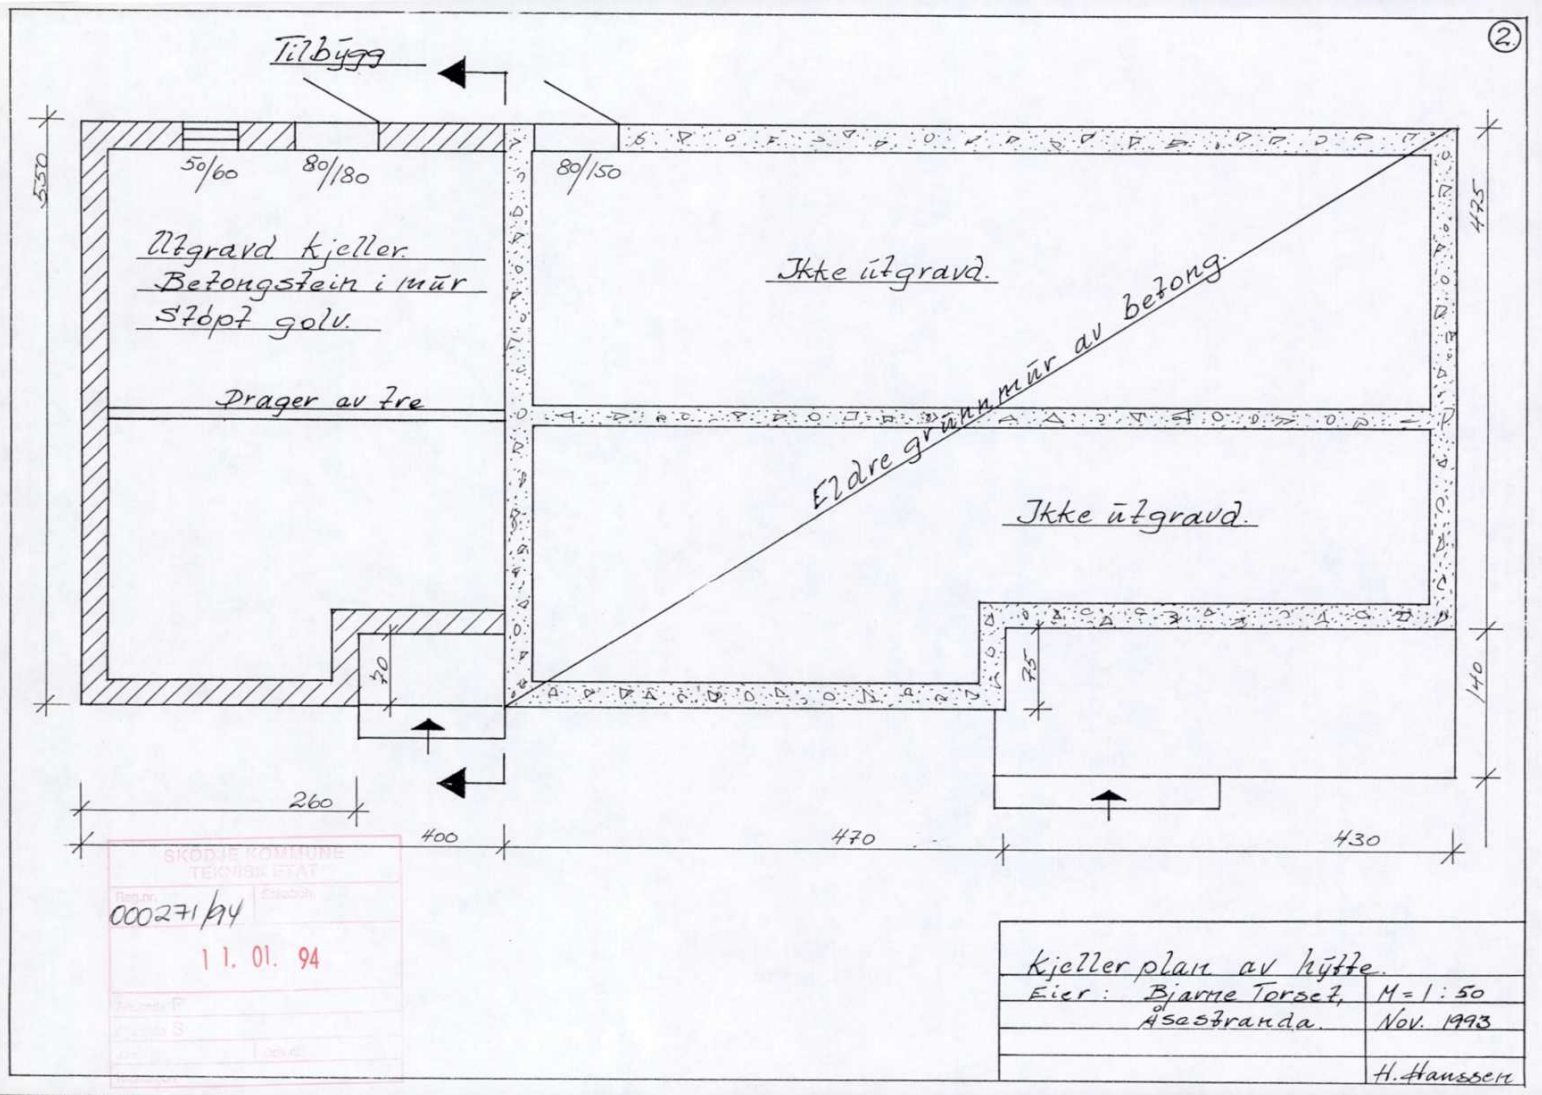 2.
Tilbygg
550
50/60
80/180
80/150
475
Utgravd kjeller.
Betongstein i mur
Støpt golv.
Ikke utgravd.
Eldre grunnmur av betong.
Drager av tre
Ikke utgravd.
70
75
140
260
400
470
430
SKODJE KOMMUNE
TEKNISK ETAT
Reg.nr.
000271/94
11. 01. 94
P
S
Kjellerplan av hytte.
Eier: Bjarne Torset, M = 1:50
Åsestranda. Nov. 1993
H. Hanssen